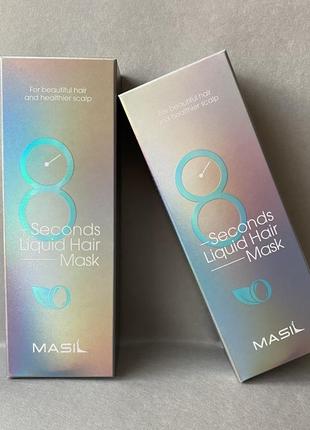 For beautiful hair
and healthier scalp
8
Seconds
Liquid Hair
Mask
MASIL
For beautiful hair
and healthier scalp
8
Seconds
Liquid Hair
Mask
MASIL